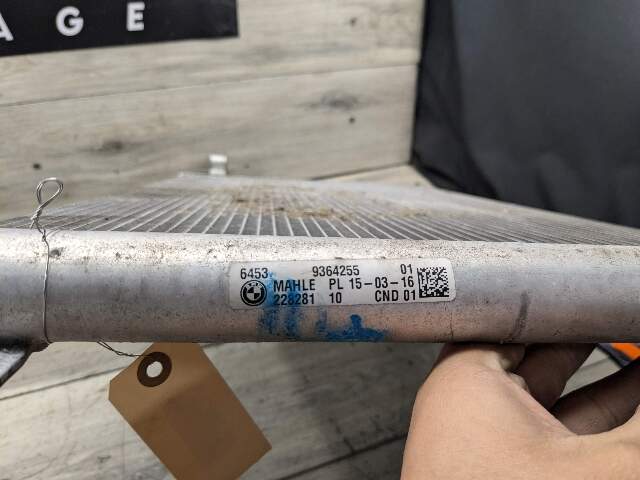 AGE
6453 9364255 01
MAHLE PL 15-03-16
228281 10 CND 01